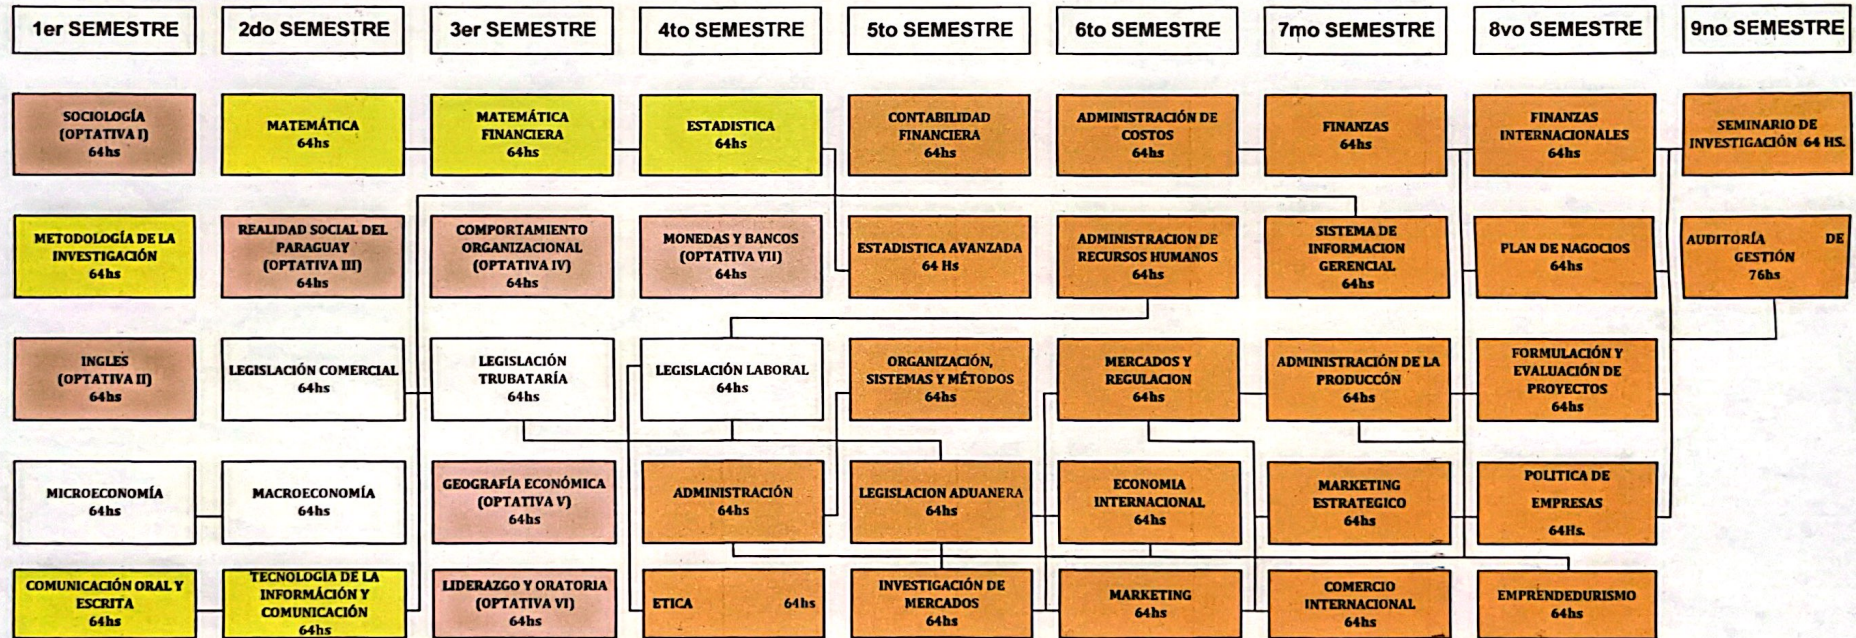 1er SEMESTRE
2do SEMESTRE
3er SEMESTRE
4to SEMESTRE
5to SEMESTRE
6to SEMESTRE
7mo SEMESTRE
8vo SEMESTRE
9no SEMESTRE
SOCIOLOGÍA
(OPTATIVA I)
64hs
MATEMÁTICA
64hs
MATEMÁTICA
FINANCIERA
64hs
ESTADISTICA
64hs
CONTABILIDAD
FINANCIERA
64hs
ADMINISTRACIÓN DE
COSTOS
64hs
FINANZAS
64hs
FINANZAS
INTERNACIONALES
64hs
SEMINARIO DE
INVESTIGACIÓN 64 HS.
METODOLOGÍA DE LA
INVESTIGACIÓN
64hs
REALIDAD SOCIAL DEL
PARAGUAY
(OPTATIVA III)
64hs
COMPORTAMIENTO
ORGANIZACIONAL
(OPTATIVA IV)
64hs
MONEDAS Y BANCOS
(OPTATIVA VII)
64hs
ESTADISTICA AVANZADA
64 Hs
ADMINISTRACION DE
RECURSOS HUMANOS
64hs
SISTEMA DE
INFORMACION
GERENCIAL
64hs
PLAN DE NAGOCIOS
64hs
AUDITORÍA DE
GESTIÓN
76hs
INGLES
(OPTATIVA II)
64hs
LEGISLACIÓN COMERCIAL
64hs
LEGISLACIÓN
TRUBATARÍA
64hs
LEGISLACIÓN LABORAL
64hs
ORGANIZACIÓN,
SISTEMAS Y MÉTODOS
64hs
MERCADOS Y
REGULACION
64hs
ADMINISTRACIÓN DE LA
PRODUCCÓN
64hs
FORMULACIÓN Y
EVALUACIÓN DE
PROYECTOS
64hs
MICROECONOMÍA
64hs
MACROECONOMÍA
64hs
GEOGRAFÍA ECONÓMICA
(OPTATIVA V)
64hs
ADMINISTRACIÓN
64hs
LEGISLACION ADUANERA
64hs
ECONOMIA
INTERNACIONAL
64hs
MARKETING
ESTRATEGICO
64hs
POLITICA DE
EMPRESAS
64Hs.
COMUNICACIÓN ORAL Y
ESCRITA
64hs
TECNOLOGÍA DE LA
INFORMÁCIÓN Y
COMUNICACIÓN
64hs
LIDERAZGO Y ORATORIA
(OPTATIVA VI)
64hs
ETICA 64hs
INVESTIGACIÓN DE
MERCADOS
64hs
MARKETING
64hs
COMERCIO
INTERNACIONAL
64hs
EMPRENDEDURISMO
64hs